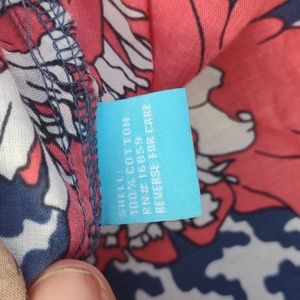 SHELL:
100% COTTON
RN# 16859
REVERSE FOR CARE